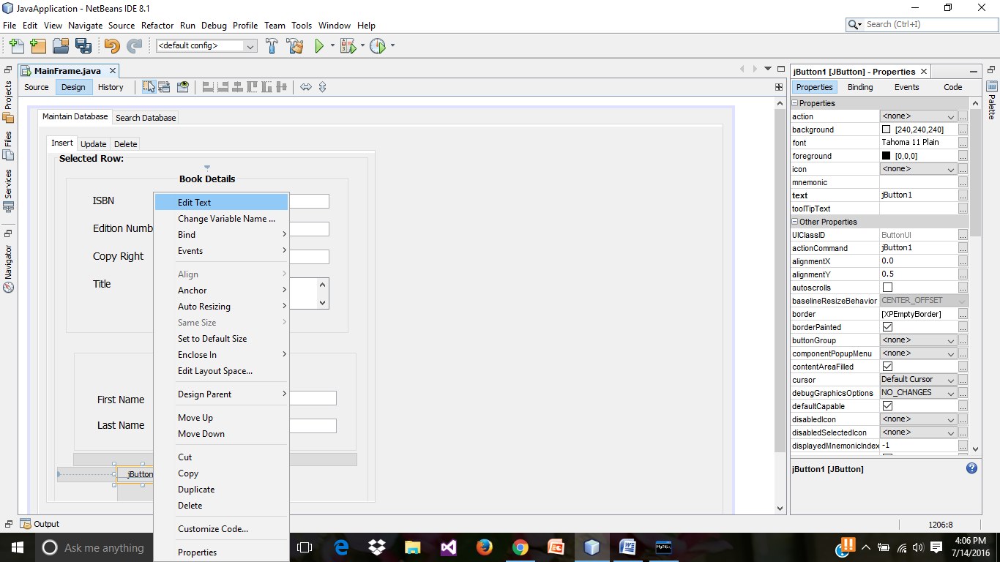 JavaApplication - NetBeans IDE 8.1
File Edit View Navigate Source Refactor Run Debug Profile Team Tools Window Help
Search (Ctrl+I)
<default config>
MainFrame.java
Source Design History
Projects
Files
Services
Navigator
Maintain Database Search Database
Insert Update Delete
Selected Row:
Book Details
ISBN
Edition Numb
Copy Right
Title
First Name
Last Name
jButton
Edit Text
Change Variable Name ...
Bind
Events
Align
Anchor
Auto Resizing
Same Size
Set to Default Size
Enclose In
Edit Layout Space...
Design Parent
Move Up
Move Down
Cut
Copy
Duplicate
Delete
Customize Code...
Properties
jButton1 [JButton] - Properties
Properties Binding Events Code
Properties
action <none> ...
background [240,240,240] ...
font Tahoma 11 Plain ...
foreground [0,0,0] ...
icon <none> ...
mnemonic ...
text jButton1 ...
toolTipText ...
Other Properties
UIClassID ButtonUI ...
actionCommand jButton1 ...
alignmentX 0.0 ...
alignmentY 0.5 ...
autoscrolls ...
baselineResizeBehavior CENTER_OFFSET
border [XPEmptyBorder] ...
borderPainted ...
buttonGroup <none> ...
componentPopupMenu <none> ...
contentAreaFilled ...
cursor Default Cursor ...
debugGraphicsOptions NO_CHANGES ...
defaultCapable ...
disabledIcon <none> ...
disabledSelectedIcon <none> ...
displayedMnemonicIndex -1 ...
jButton1 [JButton]
Palette
Output
1206:8
Ask me anything
4:06 PM
7/14/2016